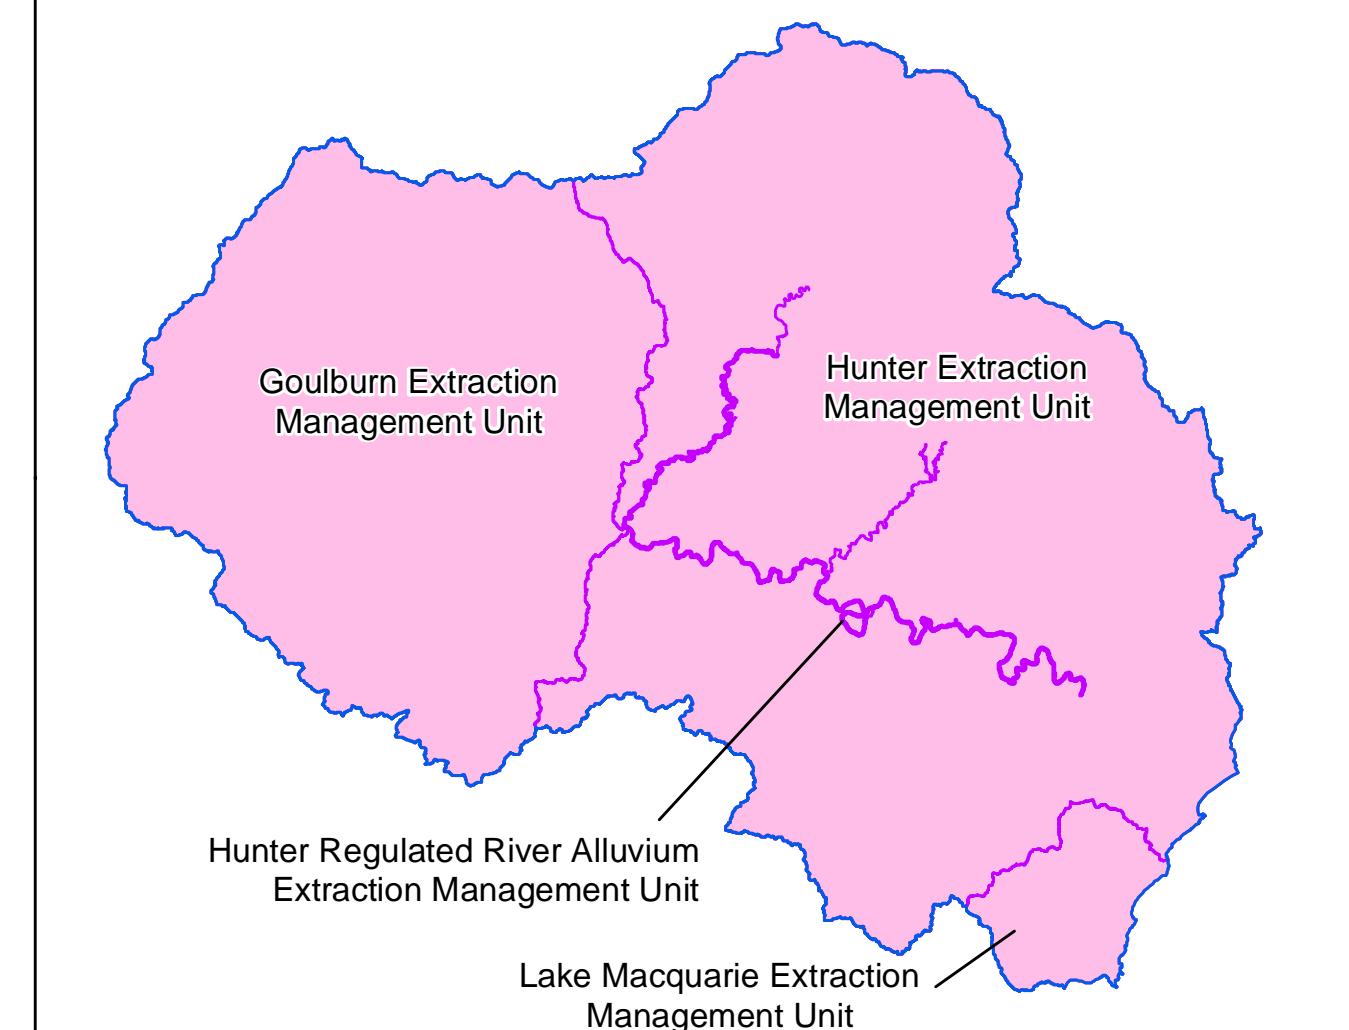 Goulburn Extraction
Management Unit
Hunter Extraction
Management Unit
Hunter Regulated River Alluvium
Extraction Management Unit
Lake Macquarie Extraction
Management Unit